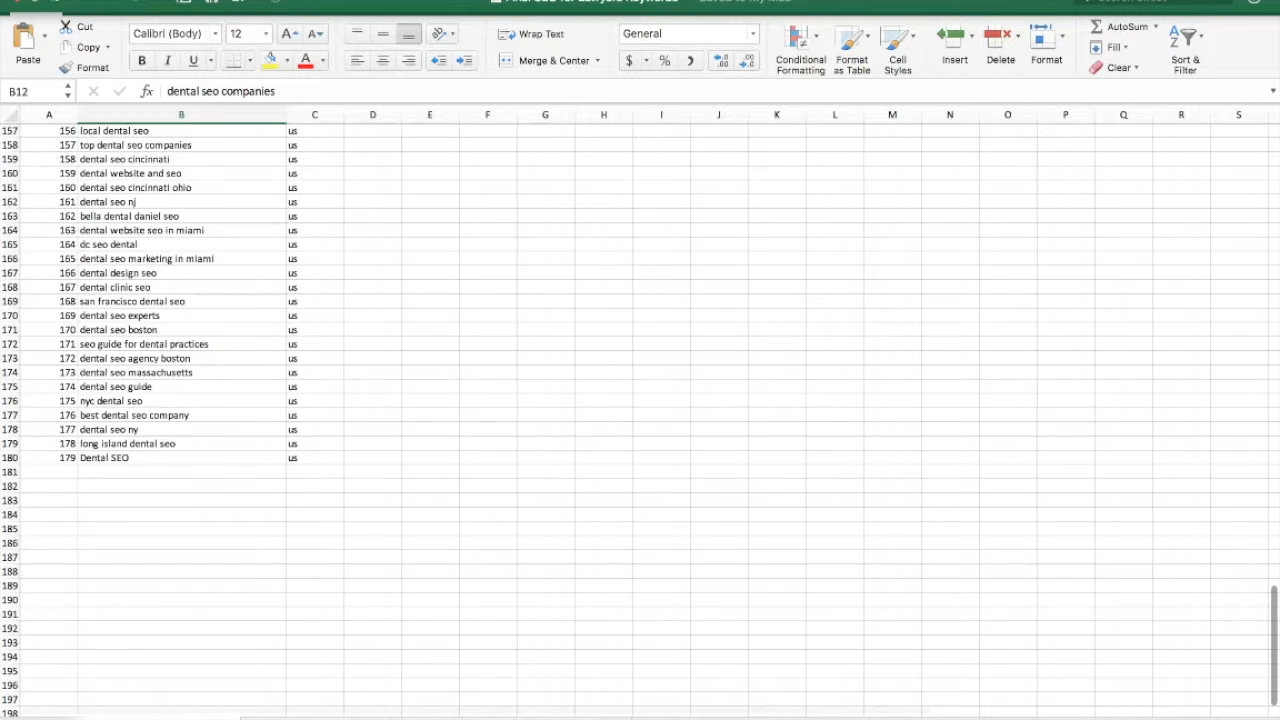 Cut
Copy
Format
Paste
Calibri (Body)
12
A
A
B
I
U
A
Wrap Text
Merge & Center
General
$
%
Conditional
Formatting
Format
as Table
Cell
Styles
Insert
Delete
Format
AutoSum
Fill
Clear
Sort &
Filter
B12
fx
dental seo companies
A B C D E F G H I J K L M N O P Q R S
157 156 local dental seo us
158 157 top dental seo companies us
159 158 dental seo cincinnati us
160 159 dental website and seo us
161 160 dental seo cincinnati ohio us
162 161 dental seo nj us
163 162 bella dental daniel seo us
164 163 dental website seo in miami us
165 164 dc seo dental us
166 165 dental seo marketing in miami us
167 166 dental design seo us
168 167 dental clinic seo us
169 168 san francisco dental seo us
170 169 dental seo experts us
171 170 dental seo boston us
172 171 seo guide for dental practices us
173 172 dental seo agency boston us
174 173 dental seo massachusetts us
175 174 dental seo guide us
176 175 nyc dental seo us
177 176 best dental seo company us
178 177 dental seo ny us
179 178 long island dental seo us
180 179 Dental SEO us
181
182
183
184
185
186
187
188
189
190
191
192
193
194
195
196
197
198